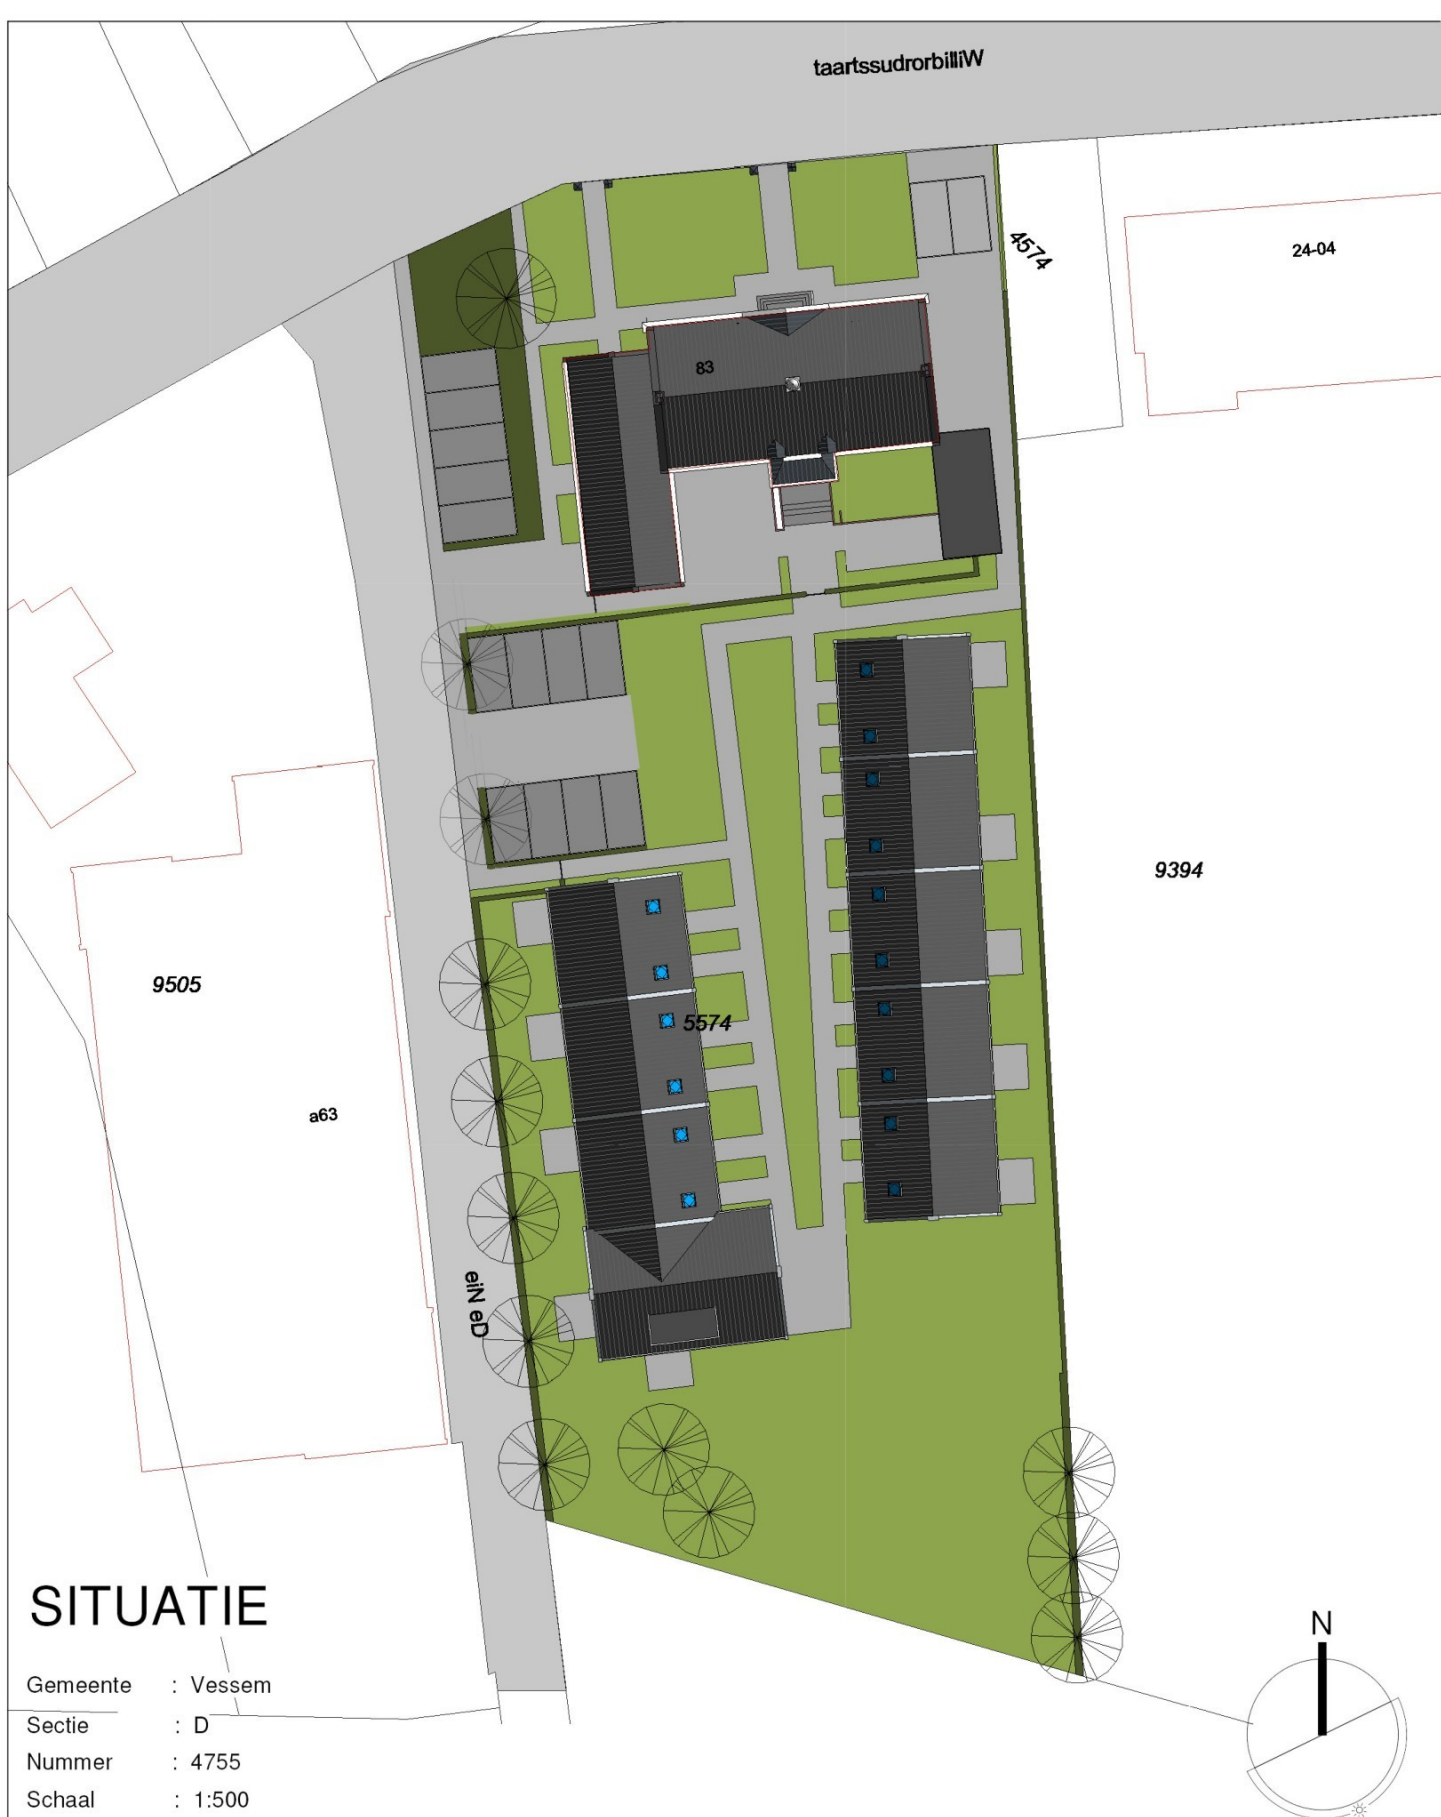 taartssudrorbilliW
4574
24-04
83
9394
9505
5574
a63
eiN eD
SITUATIE
Gemeente : Vessem
Sectie : D
Nummer : 4755
Schaal : 1:500
N